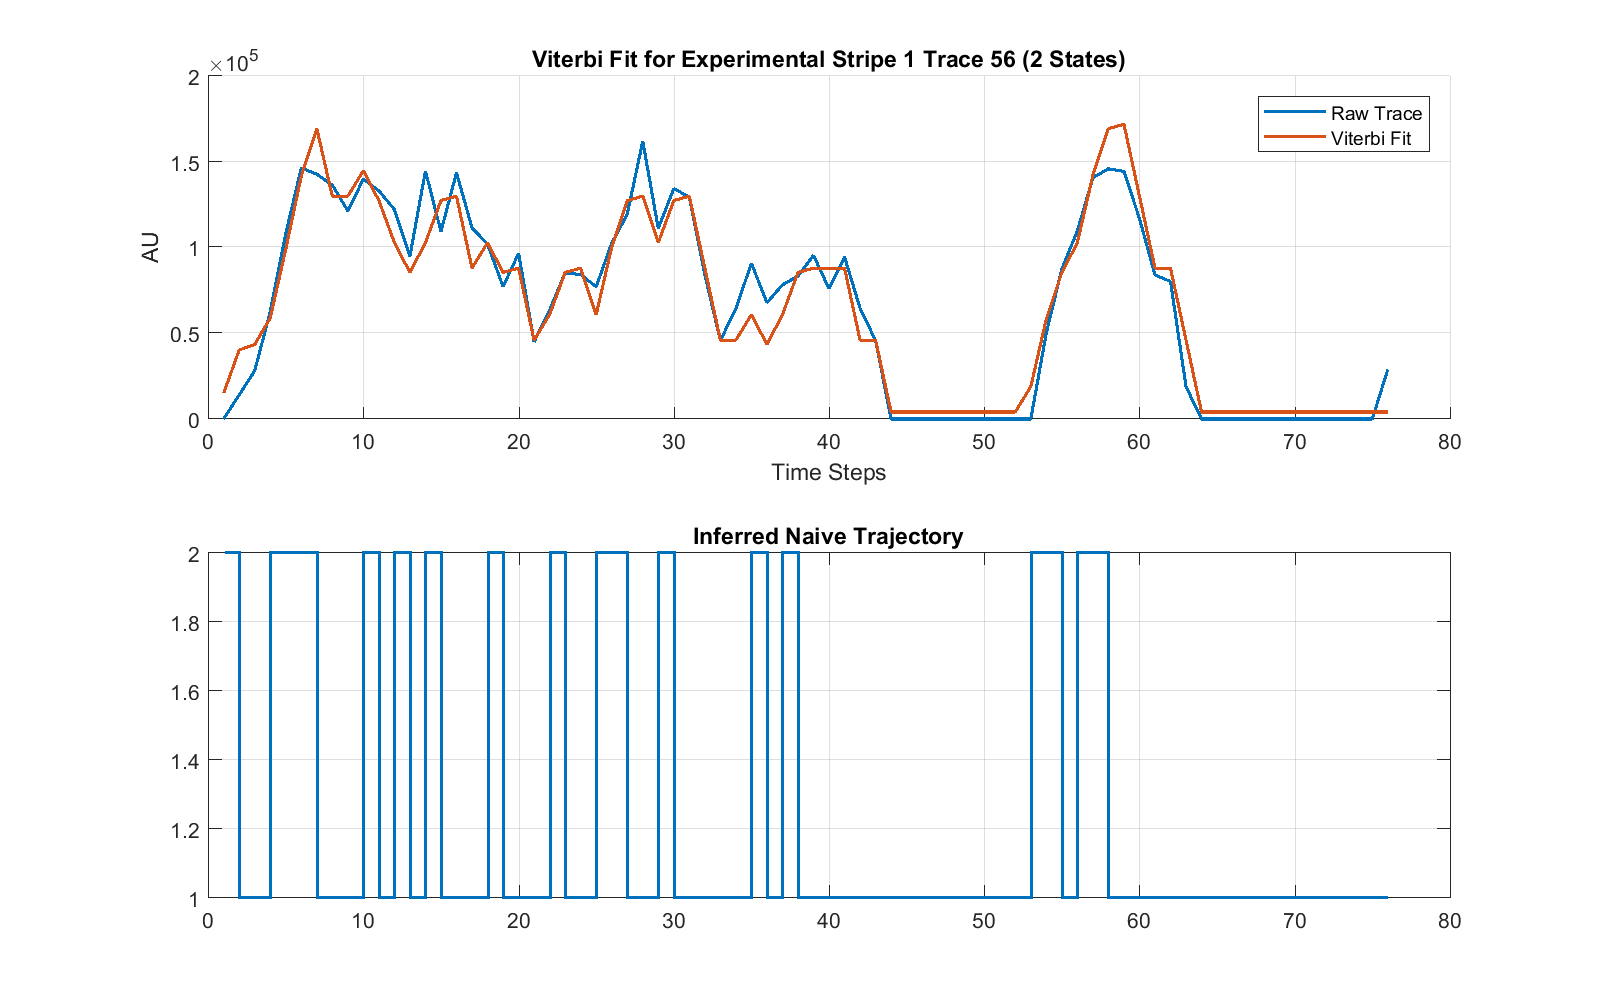 Viterbi Fit for Experimental Stripe 1 Trace 56 (2 States)
×10^5
2
1.5
1
0.5
0
AU
Raw Trace
Viterbi Fit
0 10 20 30 40 50 60 70 80
Time Steps
Inferred Naive Trajectory
2
1.8
1.6
1.4
1.2
1
0 10 20 30 40 50 60 70 80